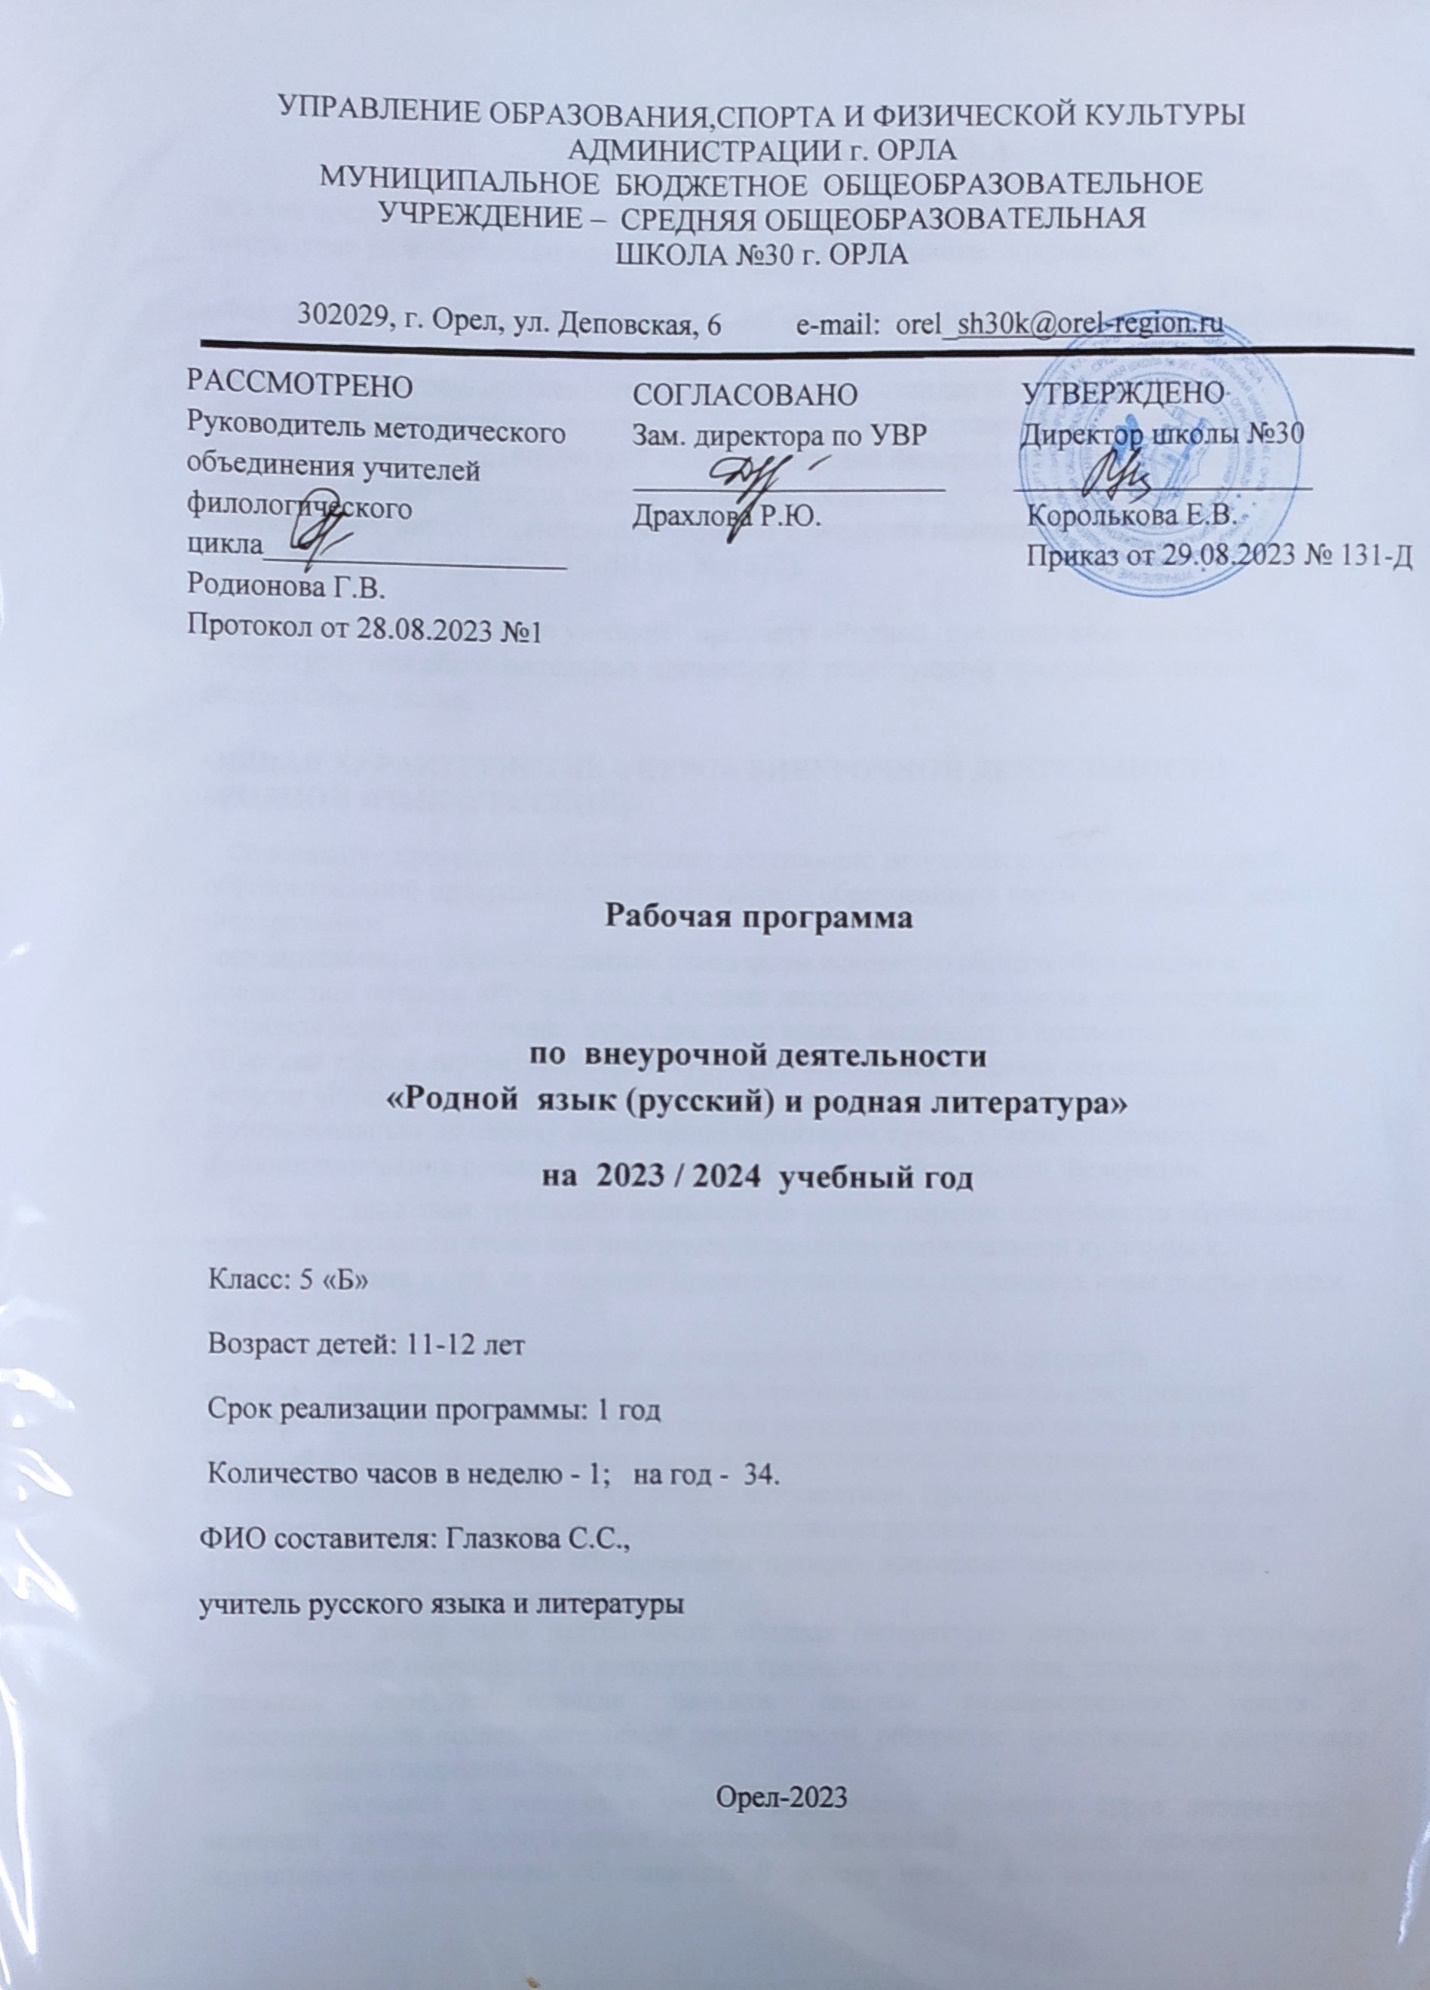 УПРАВЛЕНИЕ ОБРАЗОВАНИЯ,СПОРТА И ФИЗИЧЕСКОЙ КУЛЬТУРЫ
АДМИНИСТРАЦИИ г. ОРЛА
МУНИЦИПАЛЬНОЕ БЮДЖЕТНОЕ ОБЩЕОБРАЗОВАТЕЛЬНОЕ
УЧРЕЖДЕНИЕ – СРЕДНЯЯ ОБЩЕОБРАЗОВАТЕЛЬНАЯ
ШКОЛА №30 г. ОРЛА
302029, г. Орел, ул. Деповская, 6 e-mail: orel_sh30k@orel-region.ru
РАССМОТРЕНО
Руководитель методического
объединения учителей
филологического
цикла
Родионова Г.В.
Протокол от 28.08.2023 №1
СОГЛАСОВАНО
Зам. директора по УВР
Драхлова Р.Ю.
УТВЕРЖДЕНО
Директор школы №30
Королькова Е.В.
Приказ от 29.08.2023 № 131-Д
Рабочая программа
по внеурочной деятельности
«Родной язык (русский) и родная литература»
на 2023 / 2024 учебный год
Класс: 5 «Б»
Возраст детей: 11-12 лет
Срок реализации программы: 1 год
Количество часов в неделю - 1; на год - 34.
ФИО составителя: Глазкова С.С.,
учитель русского языка и литературы
Орел-2023